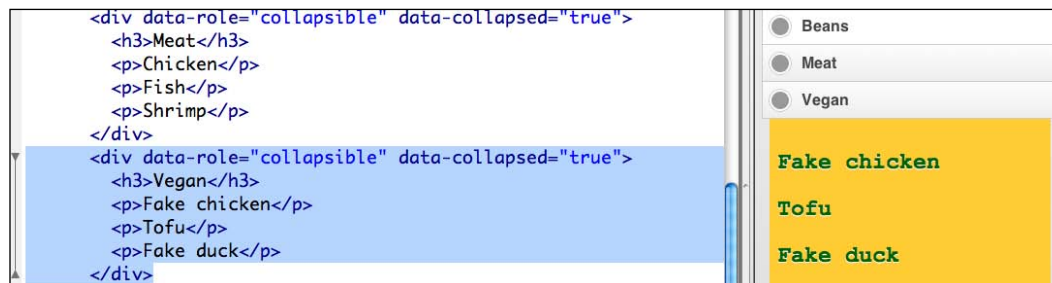 <div data-role="collapsible" data-collapsed="true">
<h3>Meat</h3>
<p>Chicken</p>
<p>Fish</p>
<p>Shrimp</p>
</div>
<div data-role="collapsible" data-collapsed="true">
<h3>Vegan</h3>
<p>Fake chicken</p>
<p>Tofu</p>
<p>Fake duck</p>
</div>
Beans
Meat
Vegan
Fake chicken
Tofu
Fake duck